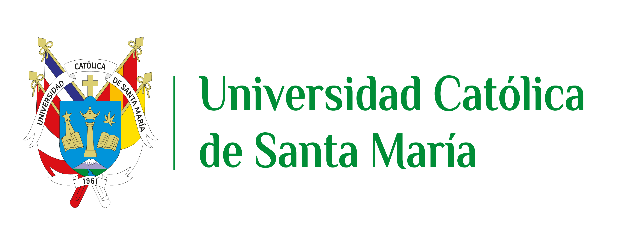 UNIVERSIDAD CATÓLICA DE SANTA MARÍA
1961
Universidad Católica
de Santa María